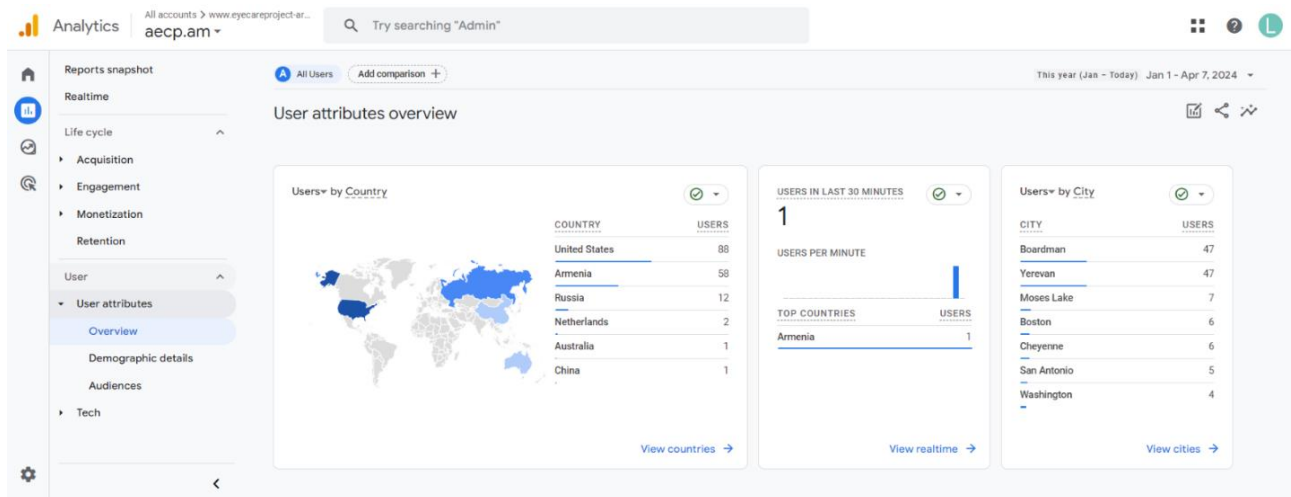 Analytics
All accounts > www.eyecareproject-ar...
aecp.am
Try searching "Admin"
L
Reports snapshot
Realtime
Life cycle
Acquisition
Engagement
Monetization
Retention
User
User attributes
Overview
Demographic details
Audiences
Tech
A All Users
Add comparison +
This year (Jan – Today) Jan 1 – Apr 7, 2024
User attributes overview
Users by Country
COUNTRY USERS
United States 88
Armenia 58
Russia 12
Netherlands 2
Australia 1
China 1
View countries →
USERS IN LAST 30 MINUTES
1
USERS PER MINUTE
TOP COUNTRIES USERS
Armenia 1
View realtime →
Users by City
CITY USERS
Boardman 47
Yerevan 47
Moses Lake 7
Boston 6
Cheyenne 6
San Antonio 5
Washington 4
View cities →